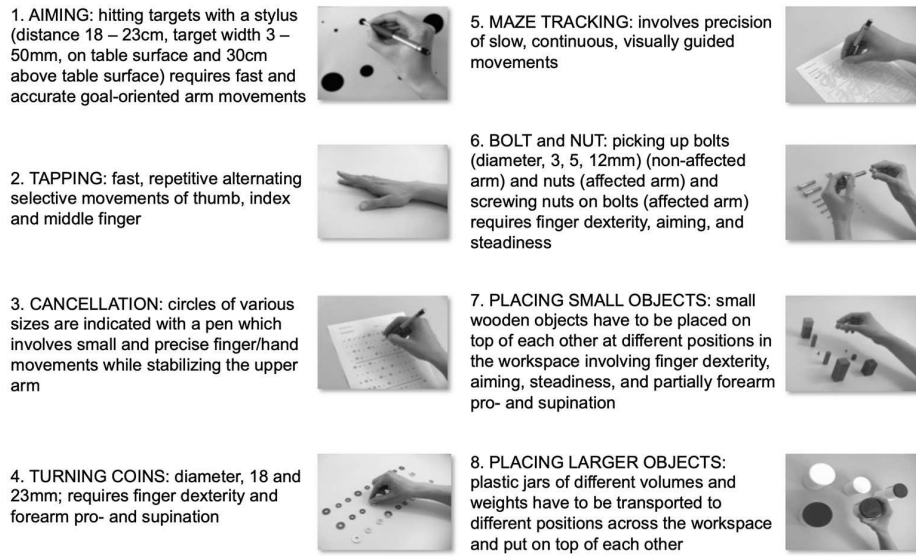 1. AIMING: hitting targets with a stylus
(distance 18 – 23cm, target width 3 –
50mm, on table surface and 30cm
above table surface) requires fast and
accurate goal-oriented arm movements
2. TAPPING: fast, repetitive alternating
selective movements of thumb, index
and middle finger
3. CANCELLATION: circles of various
sizes are indicated with a pen which
involves small and precise finger/hand
movements while stabilizing the upper
arm
4. TURNING COINS: diameter, 18 and
23mm; requires finger dexterity and
forearm pro- and supination
5. MAZE TRACKING: involves precision
of slow, continuous, visually guided
movements
6. BOLT and NUT: picking up bolts
(diameter, 3, 5, 12mm) (non-affected
arm) and nuts (affected arm) and
screwing nuts on bolts (affected arm)
requires finger dexterity, aiming, and
steadiness
7. PLACING SMALL OBJECTS: small
wooden objects have to be placed on
top of each other at different positions in
the workspace involving finger dexterity,
aiming, steadiness, and partially forearm
pro- and supination
8. PLACING LARGER OBJECTS:
plastic jars of different volumes and
weights have to be transported to
different positions across the workspace
and put on top of each other